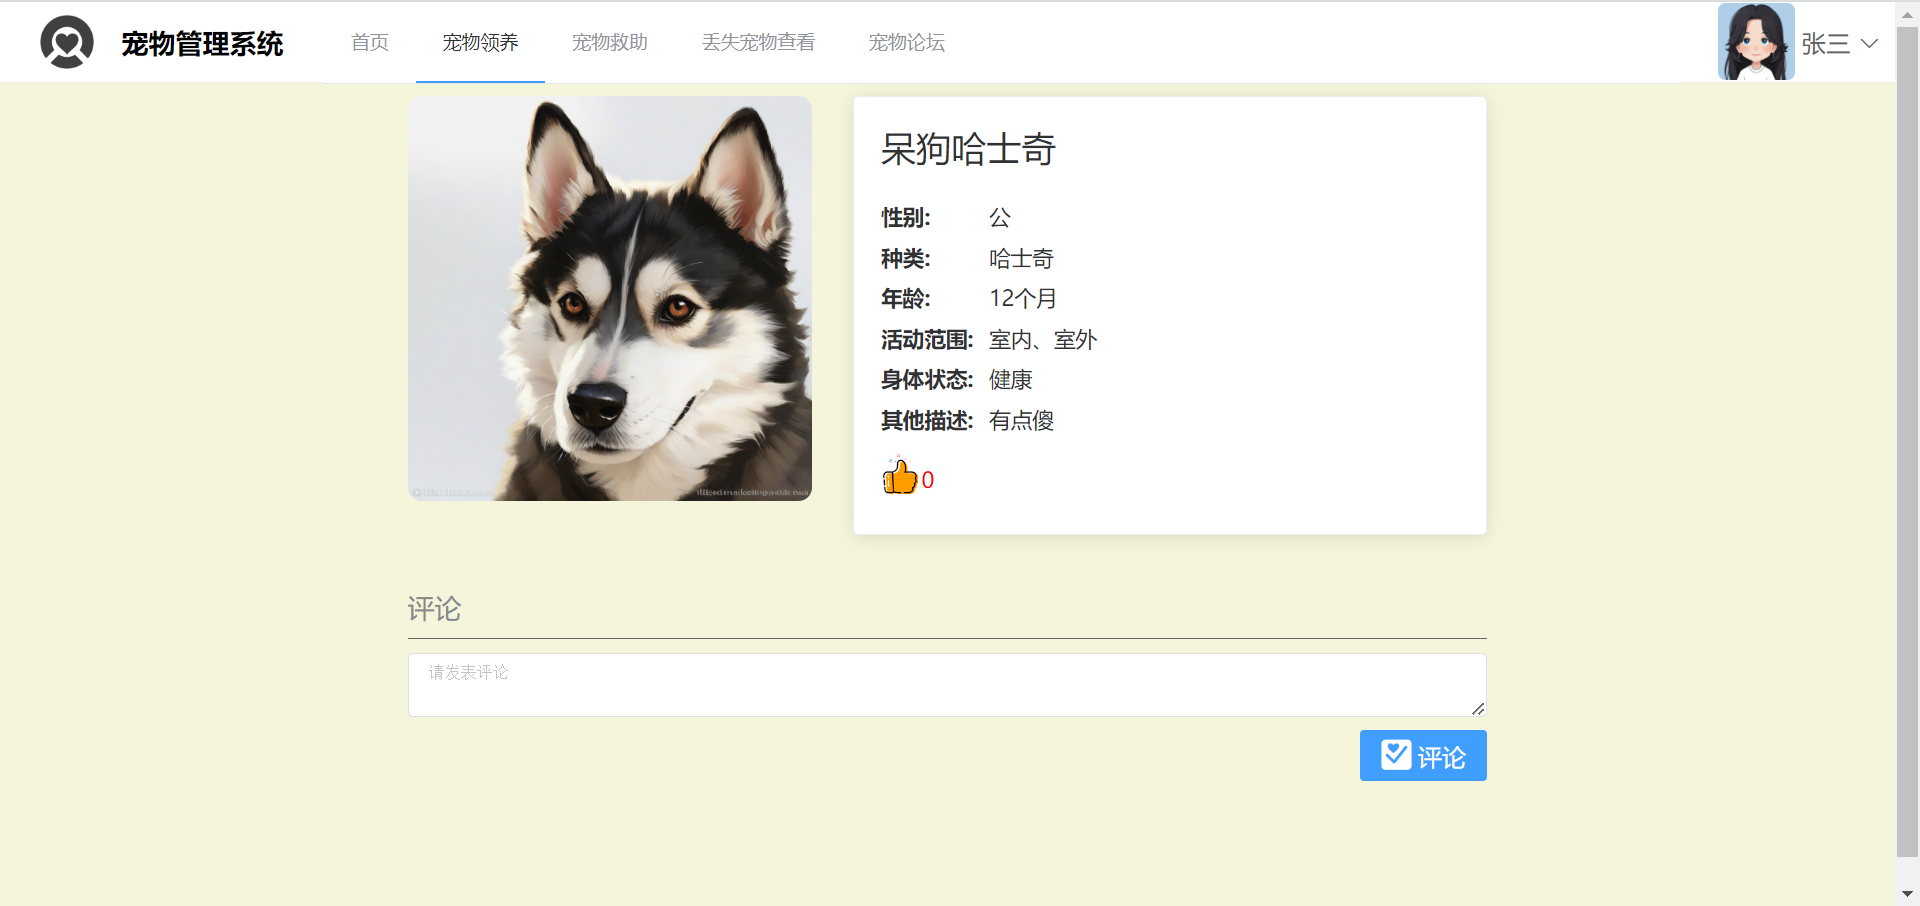 宠物管理系统
首页
宠物领养
宠物救助
丢失宠物查看
宠物论坛
张三
呆狗哈士奇
性别: 公
种类: 哈士奇
年龄: 12个月
活动范围: 室内、室外
身体状态: 健康
其他描述: 有点傻
0
评论
请发表评论
评论